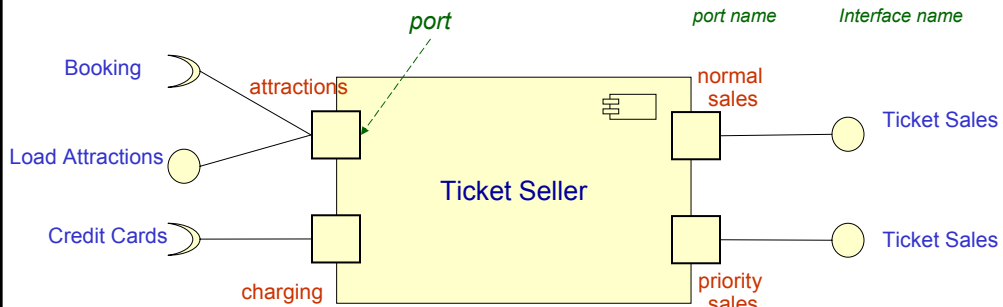 port
port name
Interface name
Booking
attractions
normal
sales
Ticket Sales
Load Attractions
Ticket Seller
Credit Cards
Ticket Sales
charging
priority
sales